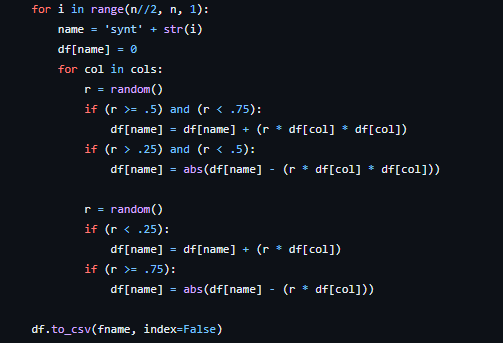 for i in range(n//2, n, 1):
    name = 'synt' + str(i)
    df[name] = 0
    for col in cols:
        r = random()
        if (r >= .5) and (r < .75):
            df[name] = df[name] + (r * df[col] * df[col])
        if (r > .25) and (r < .5):
            df[name] = abs(df[name] - (r * df[col] * df[col]))

        r = random()
        if (r < .25):
            df[name] = df[name] + (r * df[col])
        if (r >= .75):
            df[name] = abs(df[name] - (r * df[col]))

df.to_csv(fname, index=False)